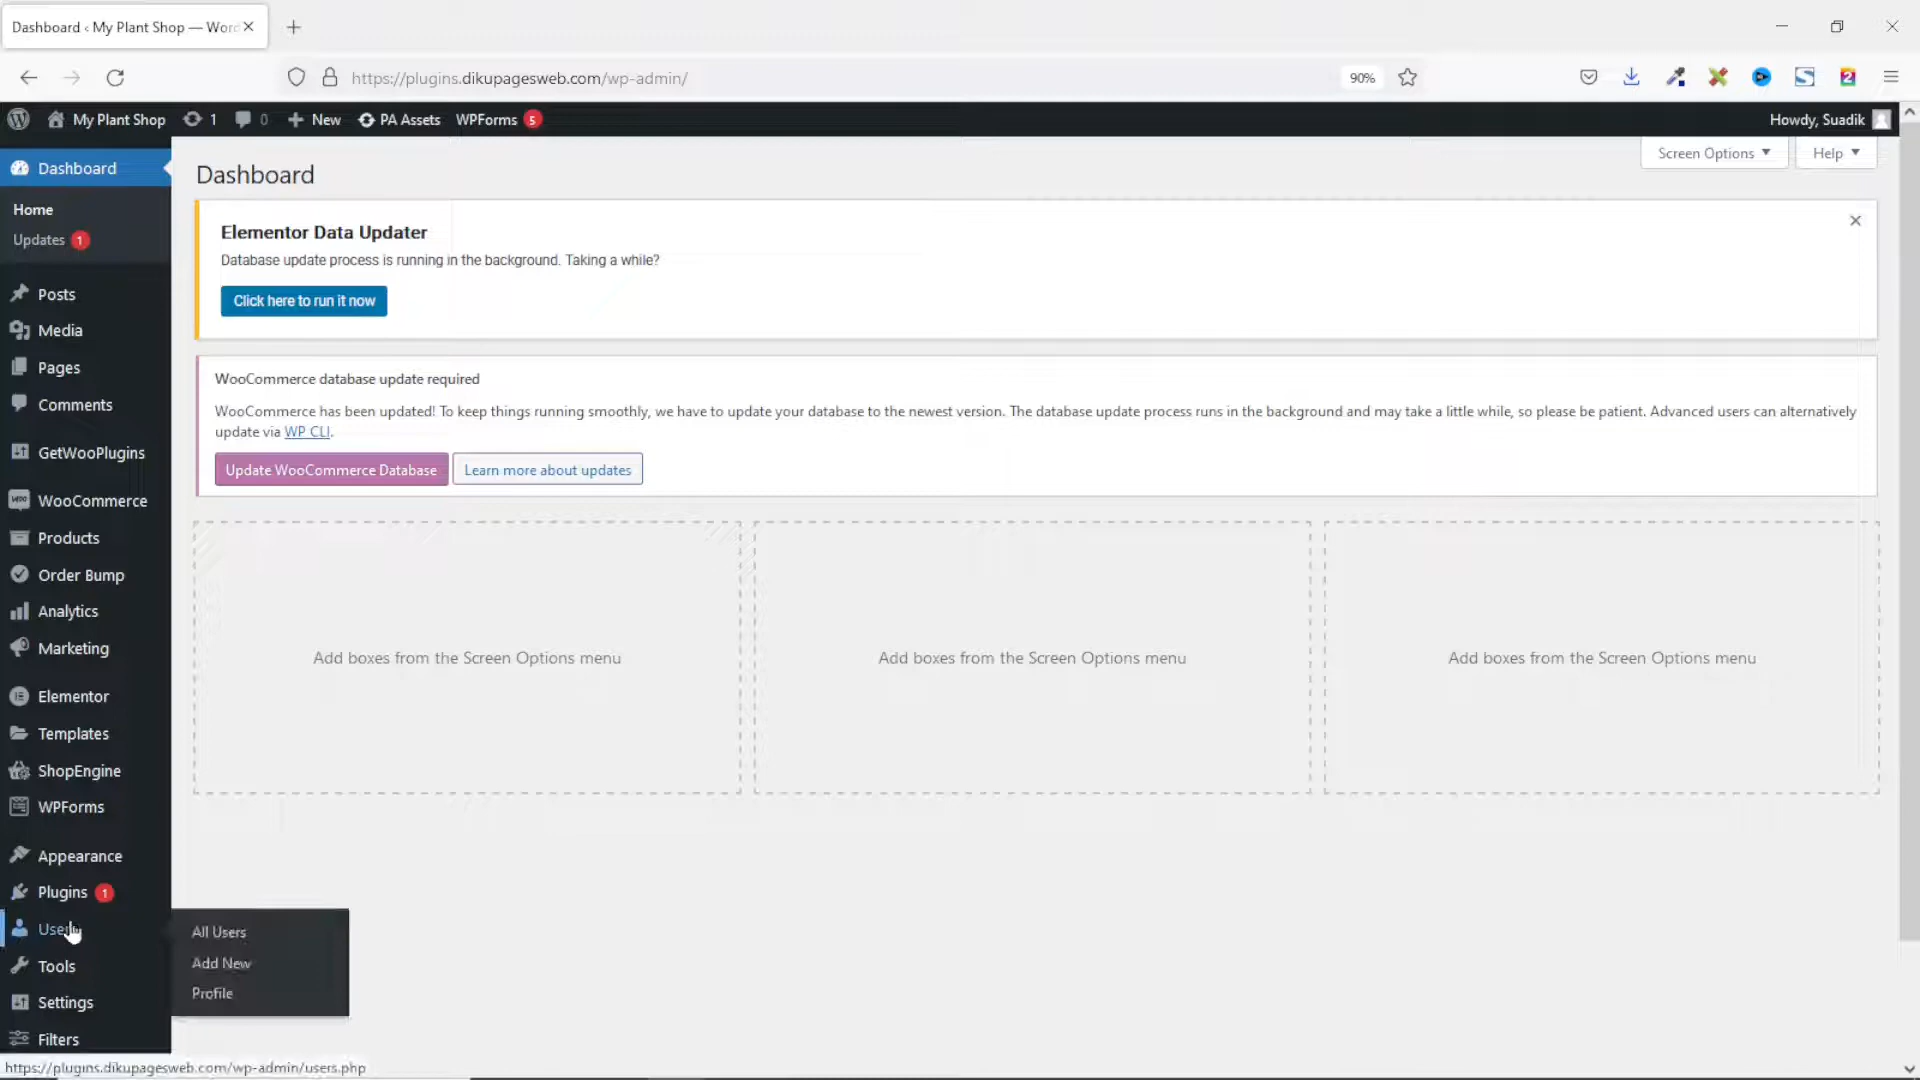 Dashboard ‹ My Plant Shop — Word
https://plugins.dikupagesweb.com/wp-admin/
90%
My Plant Shop
1
0
New
PA Assets
WPForms 5
Howdy, Suadik
Screen Options
Help
Dashboard
Home
Updates 1
Posts
Media
Pages
Comments
GetWooPlugins
WooCommerce
Products
Order Bump
Analytics
Marketing
Elementor
Templates
ShopEngine
WPForms
Appearance
Plugins 1
Users
Tools
Settings
Filters
All Users
Add New
Profile
Dashboard
Elementor Data Updater
Database update process is running in the background. Taking a while?
Click here to run it now
WooCommerce database update required
WooCommerce has been updated! To keep things running smoothly, we have to update your database to the newest version. The database update process runs in the background and may take a little while, so please be patient. Advanced users can alternatively
update via WP CLI.
Update WooCommerce Database
Learn more about updates
Add boxes from the Screen Options menu
Add boxes from the Screen Options menu
Add boxes from the Screen Options menu
https://plugins.dikupagesweb.com/wp-admin/users.php